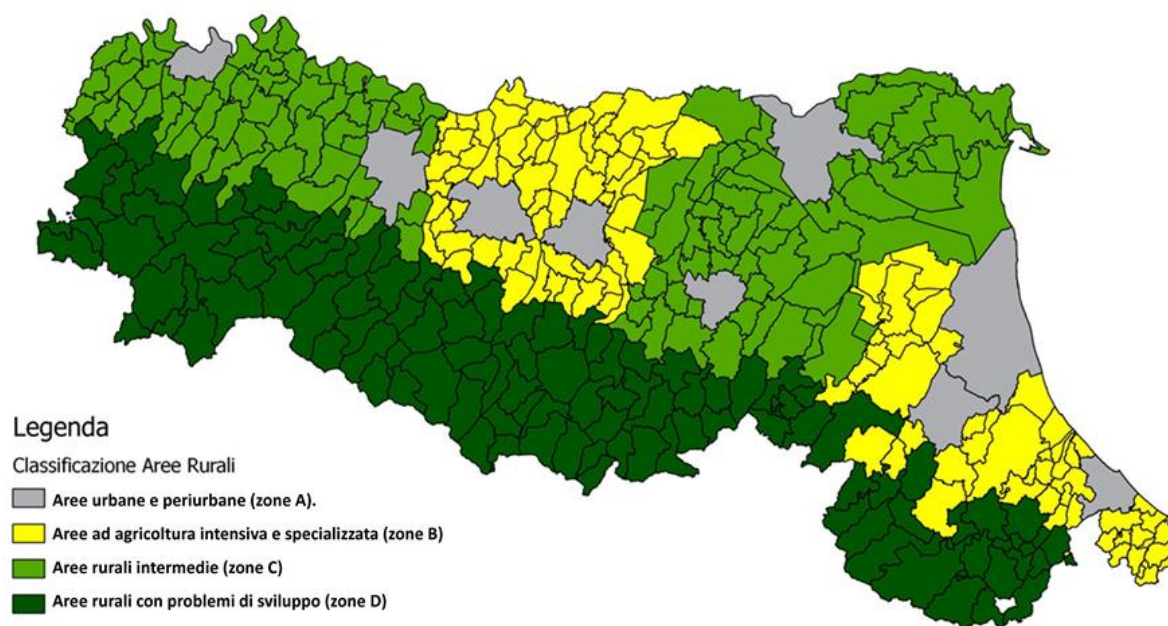 Legenda
Classificazione Aree Rurali
Aree urbane e periurbane (zone A).
Aree ad agricoltura intensiva e specializzata (zone B)
Aree rurali intermedie (zone C)
Aree rurali con problemi di sviluppo (zone D)